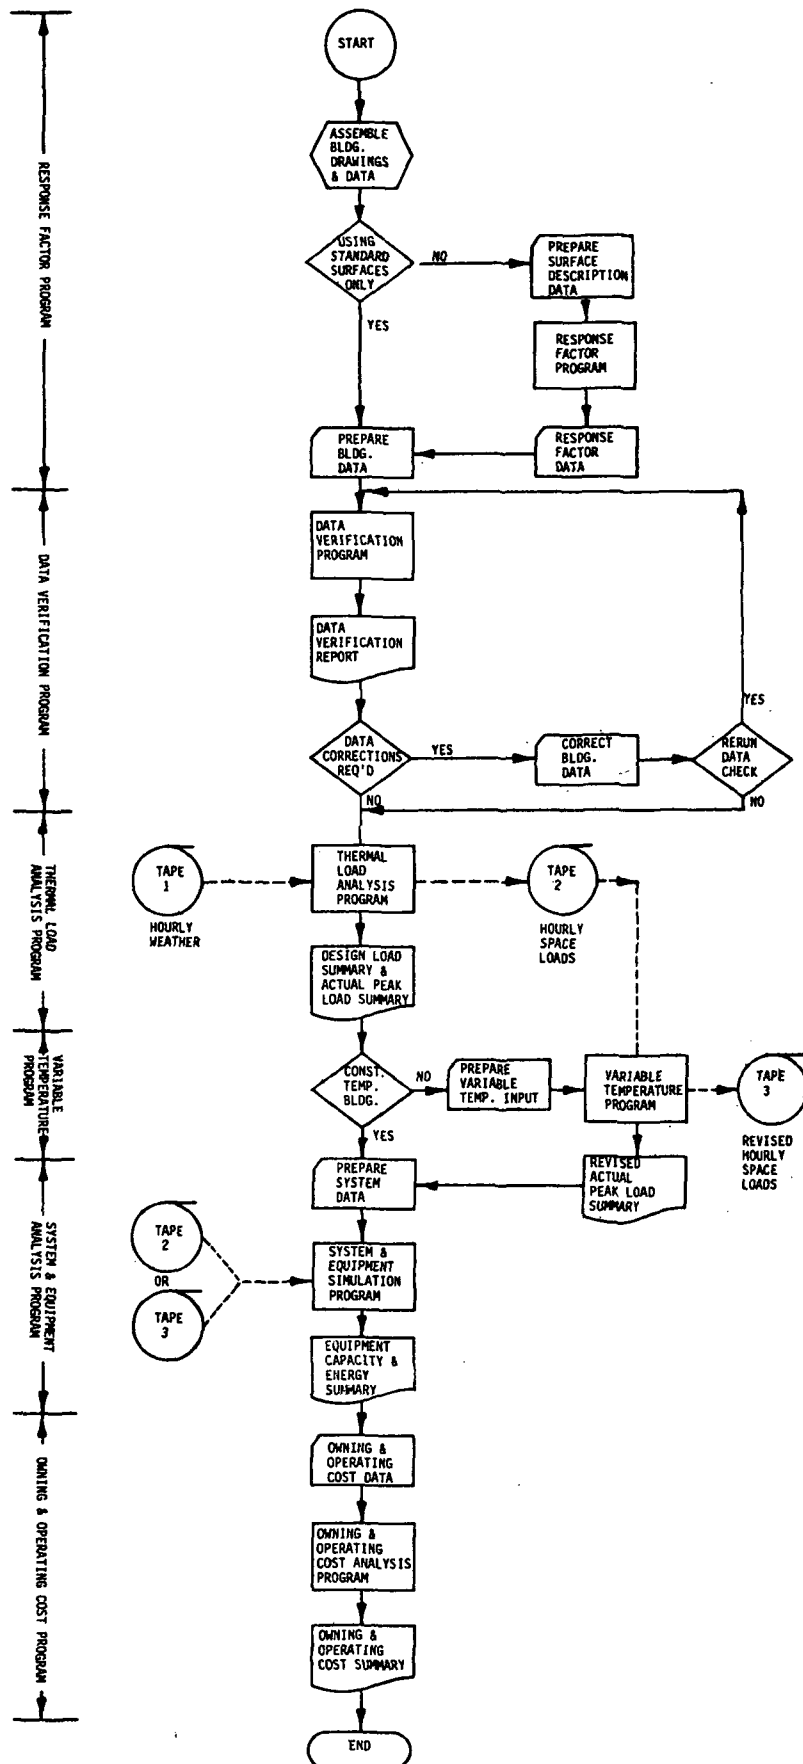 START
ASSEMBLE
BLDG.
DRAWINGS
& DATA
USING
STANDARD
SURFACES
ONLY
NO
PREPARE
SURFACE
DESCRIPTION
DATA
YES
RESPONSE
FACTOR
PROGRAM
PREPARE
BLDG.
DATA
RESPONSE
FACTOR
DATA
RESPONSE FACTOR PROGRAM
DATA
VERIFICATION
PROGRAM
DATA
VERIFICATION
REPORT
DATA
CORRECTIONS
REQ'D
YES
CORRECT
BLDG.
DATA
RERUN
DATA
CHECK
YES
NO
NO
DATA VERIFICATION PROGRAM
TAPE
1
HOURLY
WEATHER
THERMAL
LOAD
ANALYSIS
PROGRAM
TAPE
2
HOURLY
SPACE
LOADS
DESIGN LOAD
SUMMARY &
ACTUAL PEAK
LOAD SUMMARY
THERMAL LOAD
ANALYSIS PROGRAM
CONST.
TEMP.
BLDG.
NO
PREPARE
VARIABLE
TEMP. INPUT
VARIABLE
TEMPERATURE
PROGRAM
TAPE
3
REVISED
HOURLY
SPACE
LOADS
YES
VARIABLE
TEMPERATURE
PROGRAM
PREPARE
SYSTEM
DATA
REVISED
ACTUAL
PEAK LOAD
SUMMARY
TAPE
2
OR
TAPE
3
SYSTEM &
EQUIPMENT
SIMULATION
PROGRAM
EQUIPMENT
CAPACITY &
ENERGY
SUMMARY
SYSTEM & EQUIPMENT
ANALYSIS PROGRAM
OWNING &
OPERATING
COST DATA
OWNING &
OPERATING
COST ANALYSIS
PROGRAM
OWNING &
OPERATING
COST SUMMARY
OWNING & OPERATING COST PROGRAM
END